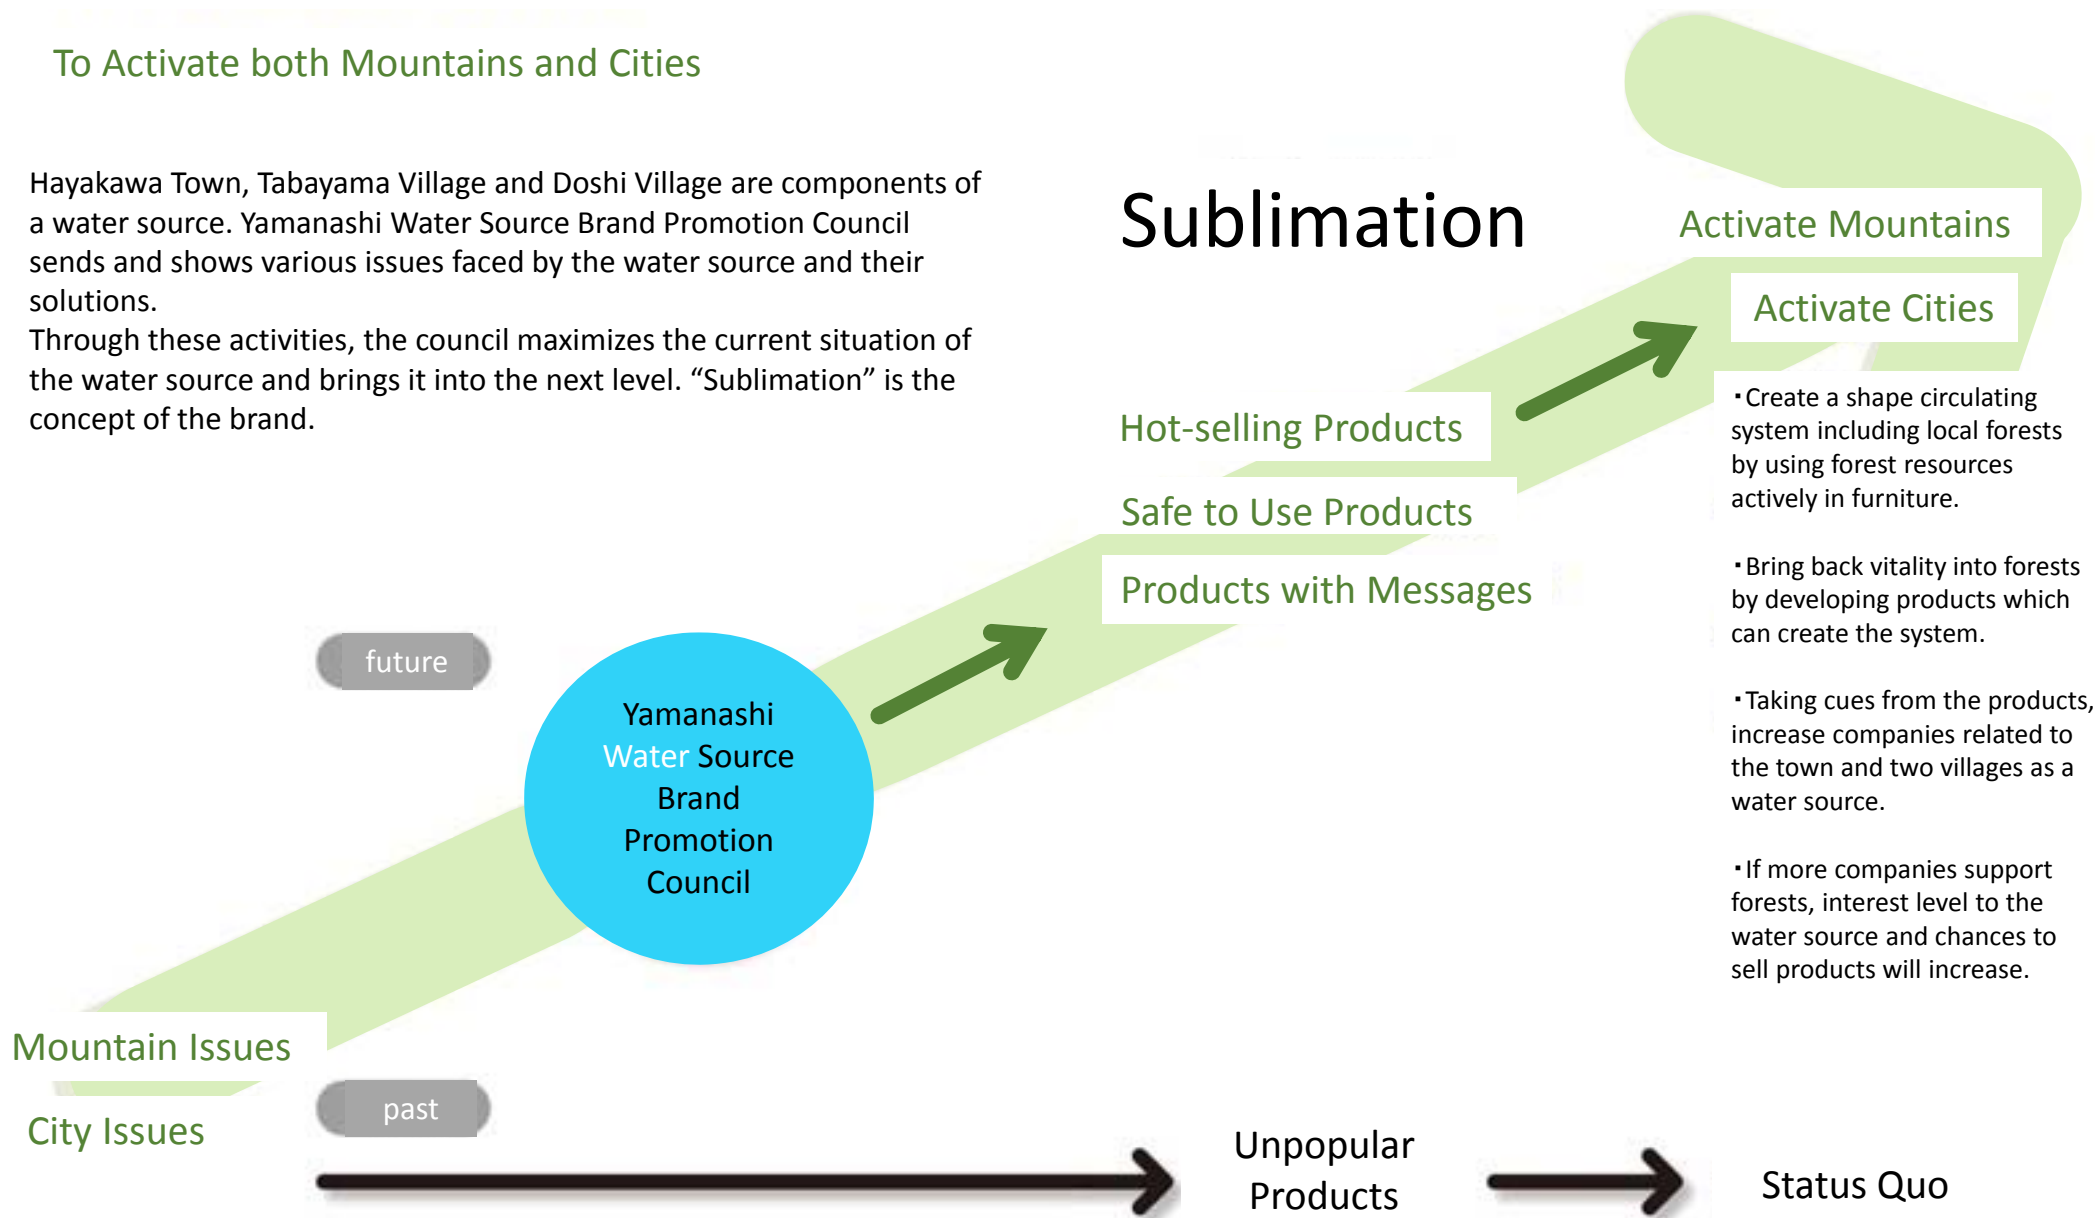 To Activate both Mountains and Cities
Hayakawa Town, Tabayama Village and Doshi Village are components of
a water source. Yamanashi Water Source Brand Promotion Council
sends and shows various issues faced by the water source and their
solutions.
Through these activities, the council maximizes the current situation of
the water source and brings it into the next level. “Sublimation” is the
concept of the brand.
Sublimation
Activate Mountains
Activate Cities
Hot-selling Products
Safe to Use Products
Products with Messages
・Create a shape circulating
system including local forests
by using forest resources
actively in furniture.
・Bring back vitality into forests
by developing products which
can create the system.
・Taking cues from the products,
increase companies related to
the town and two villages as a
water source.
・If more companies support
forests, interest level to the
water source and chances to
sell products will increase.
future
Yamanashi
Water Source
Brand
Promotion
Council
Mountain Issues
City Issues
past
Unpopular
Products
Status Quo